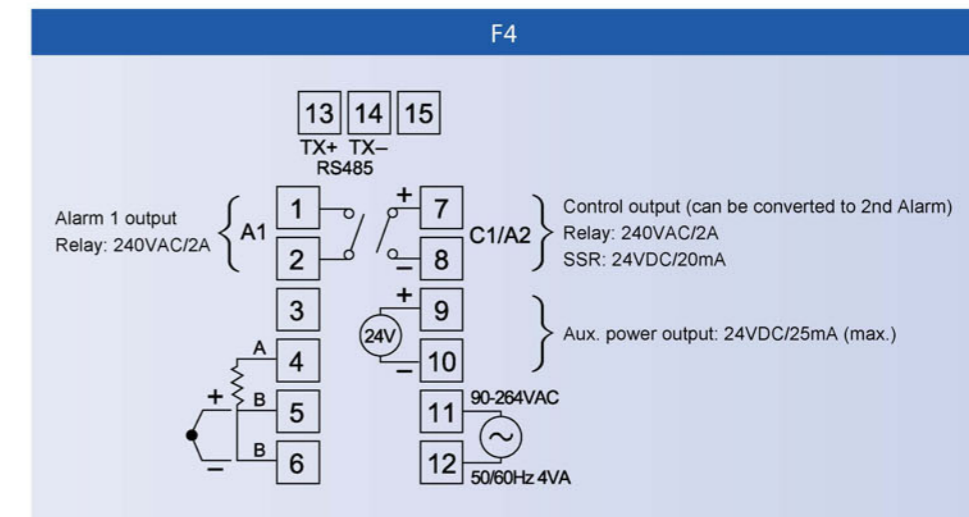 F4
13 14 15
TX+ TX–
RS485
Alarm 1 output
Relay: 240VAC/2A
A1
1
2
3
4
5
6
A
B
B
+
–
+
7
8
–
C1/A2
Control output (can be converted to 2nd Alarm)
Relay: 240VAC/2A
SSR: 24VDC/20mA
+
9
24V
10
–
Aux. power output: 24VDC/25mA (max.)
11
90-264VAC
12
50/60Hz 4VA